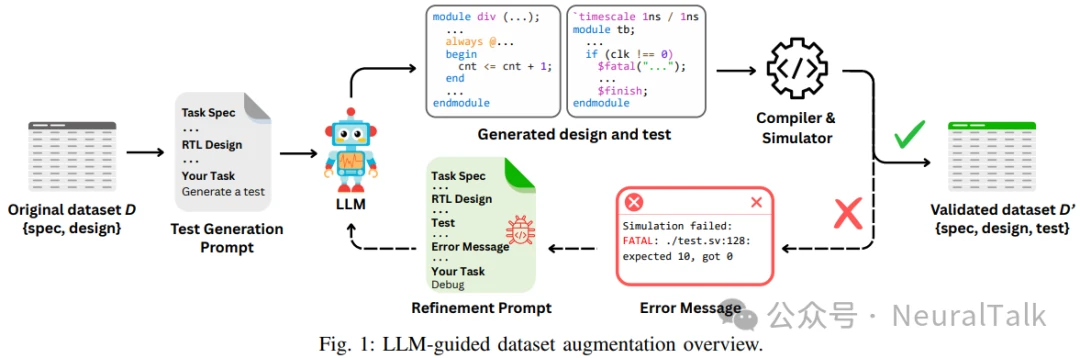 Original dataset D
{spec, design}
Task Spec
...
RTL Design
...
Your Task
Generate a test
Test Generation
Prompt
LLM
module div (...);
...
always @...
begin
cnt <= cnt + 1;
end
...
endmodule
`timescale 1ns / 1ns
module tb;
...
if (clk !== 0)
$fatal("...");
...
$finish;
endmodule
Generated design and test
Compiler &
Simulator
Validated dataset D’
{spec, design, test}
Task Spec
...
RTL Design
...
Test
...
Error Message
...
Your Task
Debug
Refinement Prompt
Simulation failed:
FATAL: ./test.sv:128:
expected 10, got 0
Error Message
公众号 · NeuralTalk
Fig. 1: LLM-guided dataset augmentation overview.